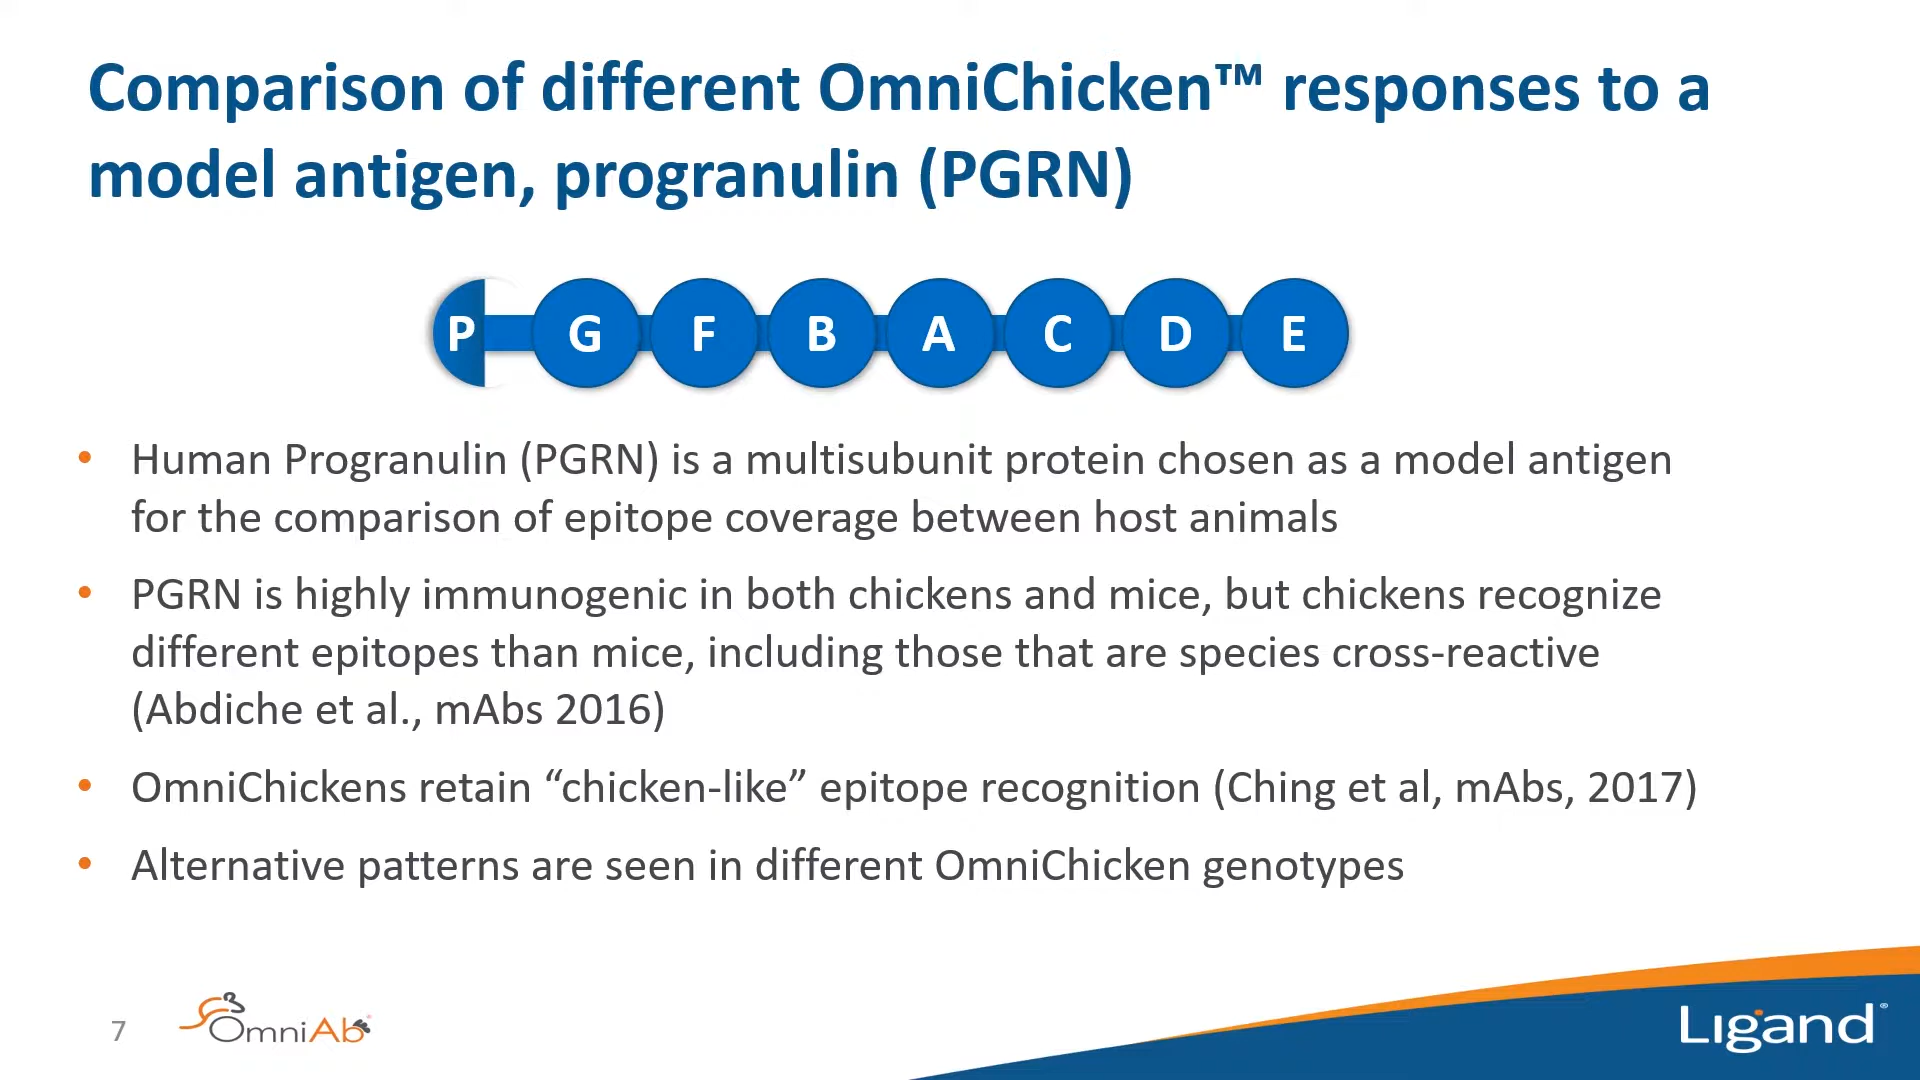 Comparison of different OmniChicken™ responses to a
model antigen, progranulin (PGRN)
P G F B A C D E
• Human Progranulin (PGRN) is a multisubunit protein chosen as a model antigen
for the comparison of epitope coverage between host animals
• PGRN is highly immunogenic in both chickens and mice, but chickens recognize
different epitopes than mice, including those that are species cross-reactive
(Abdiche et al., mAbs 2016)
• OmniChickens retain “chicken-like” epitope recognition (Ching et al, mAbs, 2017)
• Alternative patterns are seen in different OmniChicken genotypes
7
OmniAb
Ligand®